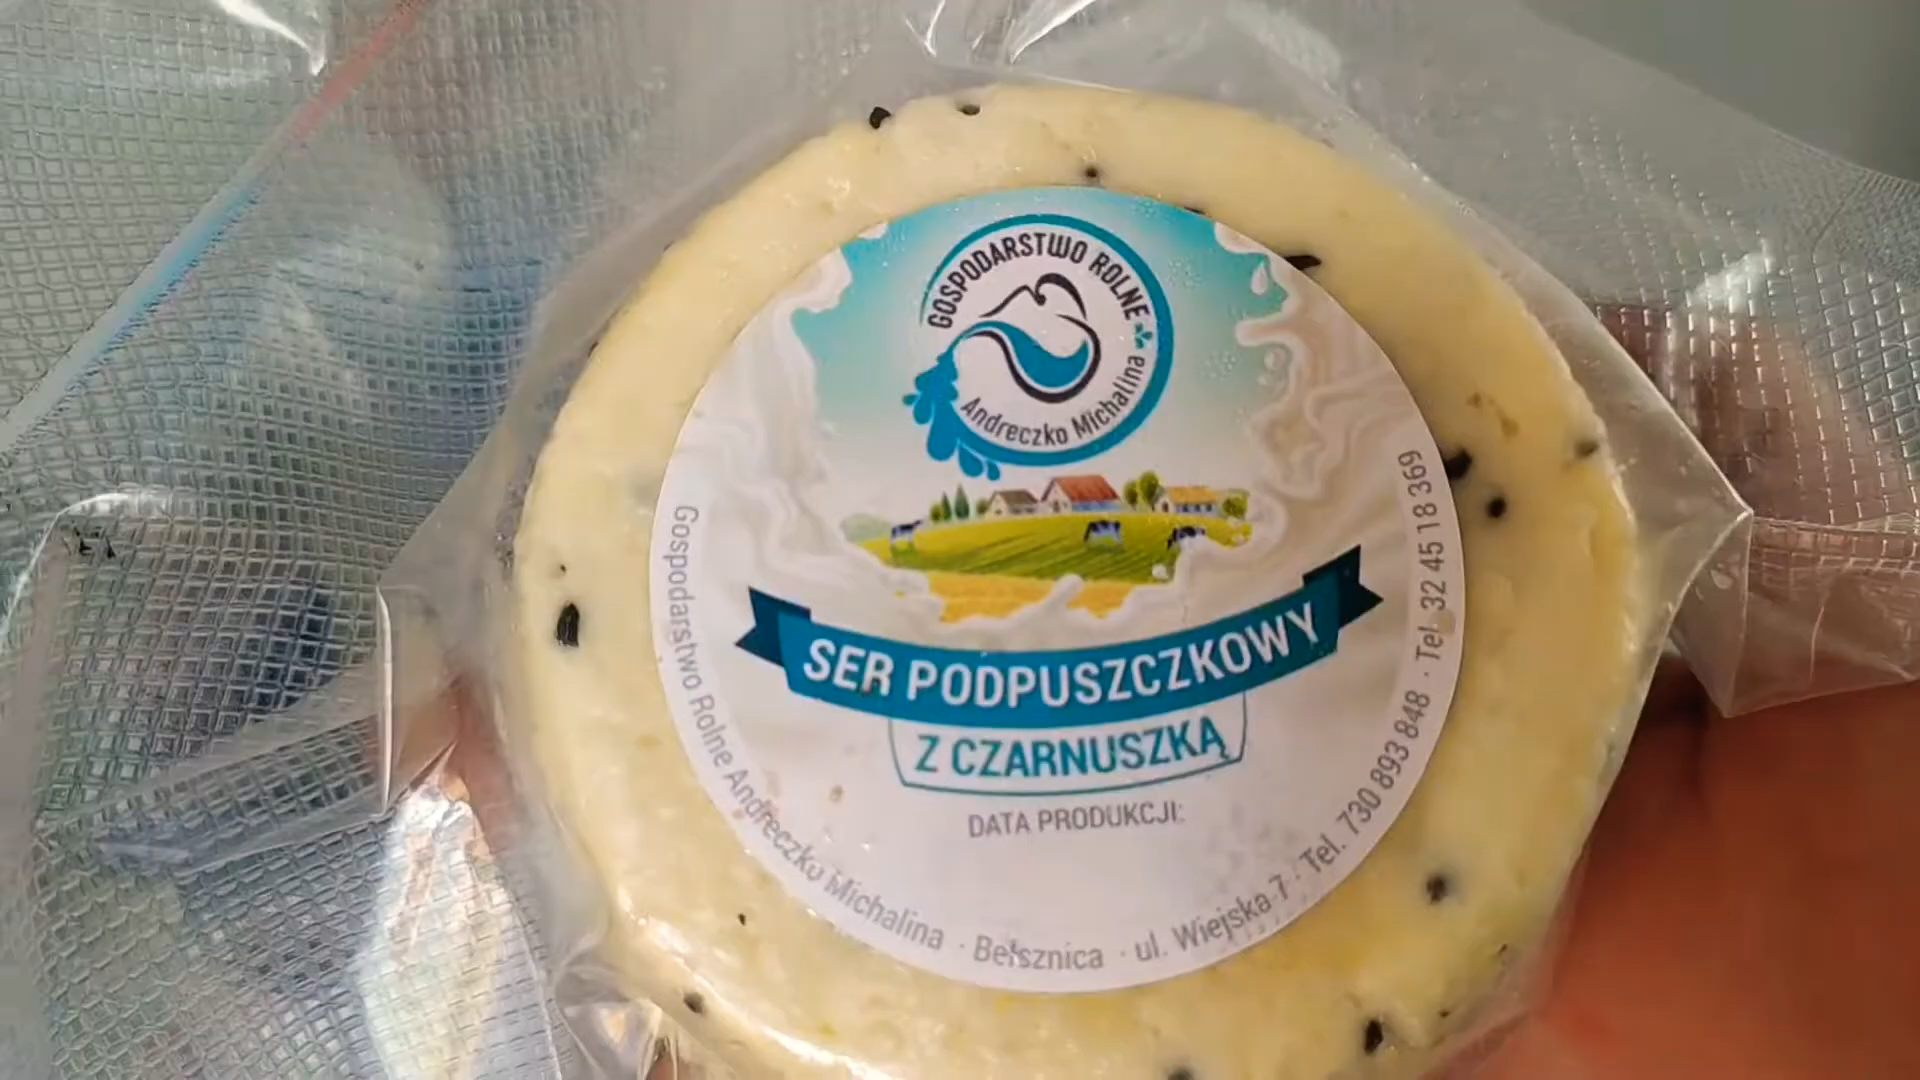 GOSPODARSTWO ROLNE
Andreczko Michalina
SER PODPUSZCZKOWY
Z CZARNUSZKĄ
DATA PRODUKCJI:
Gospodarstwo Rolne Andreczko Michalina · Bełsznica · ul. Wiejska 7 · Tel. 730 893 848 · Tel. 32 45 18 369